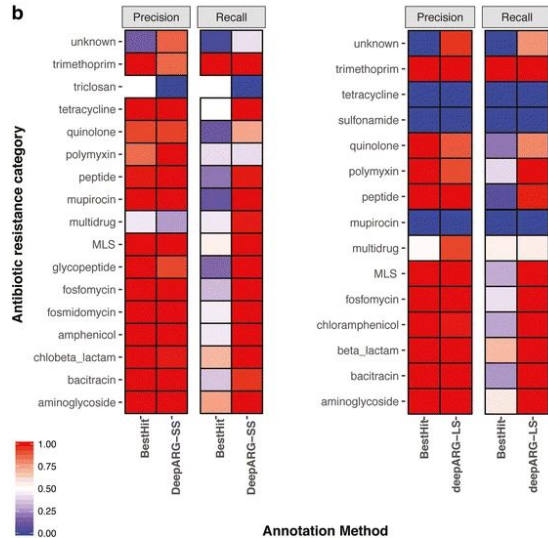 b
Precision Recall
Precision Recall
Antibiotic resistance category
unknown
trimethoprim
triclosan
tetracycline
quinolone
polymyxin
peptide
mupirocin
multidrug
MLS
glycopeptide
fosfomycin
fosmidomycin
amphenicol
chlobeta_lactam
bacitracin
aminoglycoside
unknown
trimethoprim
tetracycline
sulfonamide
quinolone
polymyxin
peptide
mupirocin
multidrug
MLS
fosfomycin
chloramphenicol
beta_lactam
bacitracin
aminoglycoside
BestHit
DeepARG-SS
BestHit
DeepARG-SS
BestHit
deepARG-LS
BestHit
deepARG-LS
1.00
0.75
0.50
0.25
0.00
Annotation Method